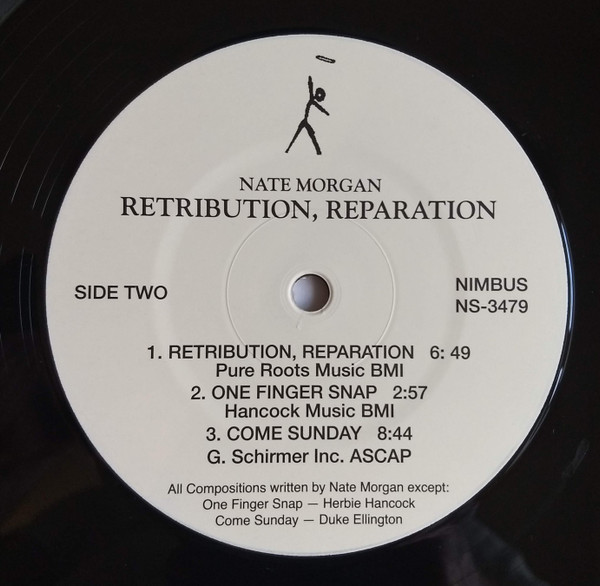 NATE MORGAN
RETRIBUTION, REPARATION
SIDE TWO
NIMBUS
NS-3479
1. RETRIBUTION, REPARATION 6: 49
Pure Roots Music BMI
2. ONE FINGER SNAP 2:57
Hancock Music BMI
3. COME SUNDAY 8:44
G. Schirmer Inc. ASCAP
All Compositions written by Nate Morgan except:
One Finger Snap — Herbie Hancock
Come Sunday — Duke Ellington